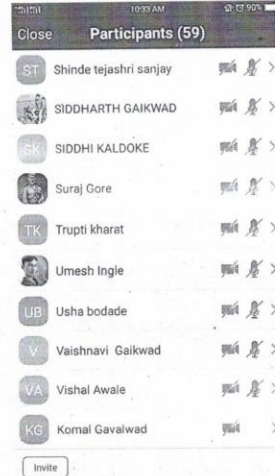 10:33 AM 90%
Close Participants (59)
ST Shinde tejashri sanjay
SIDDHARTH GAIKWAD
SK SIDDHI KALDOKE
Suraj Gore
TK Trupti kharat
Umesh Ingle
UB Usha bodade
V Vaishnavi Gaikwad
VA Vishal Awale
KG Komal Gavalwad
Invite